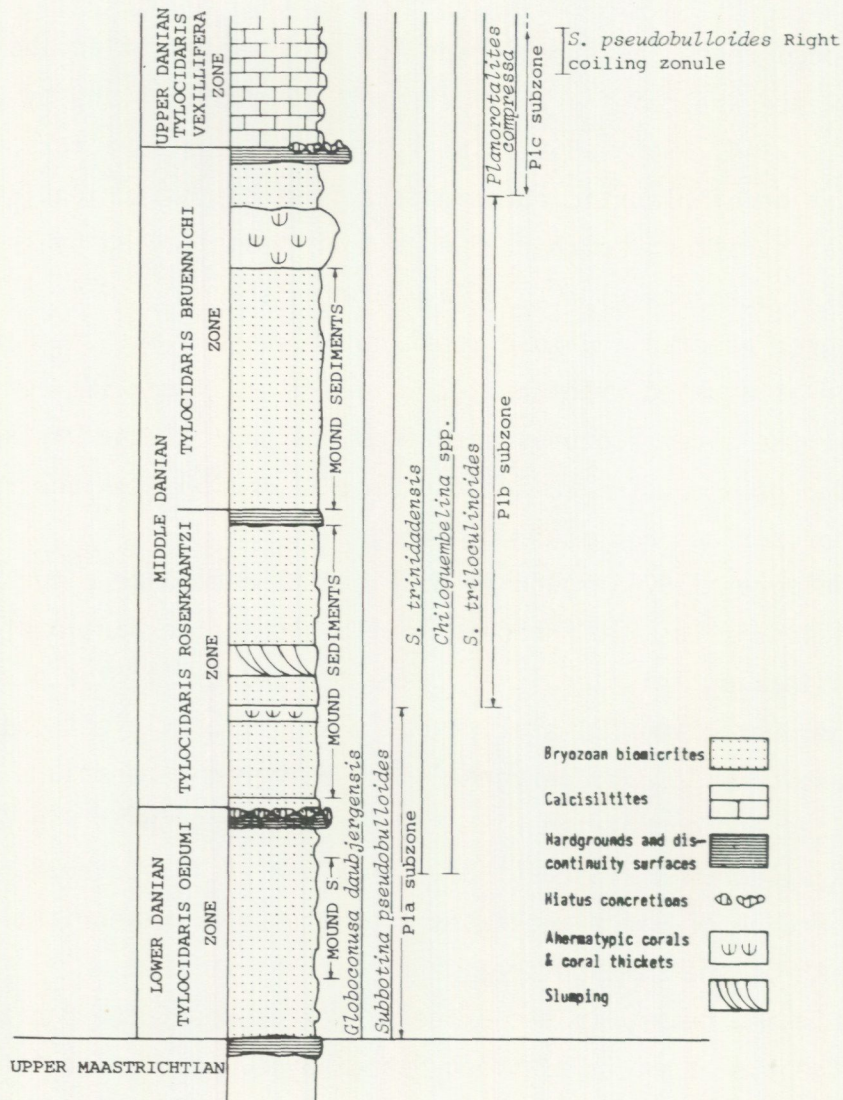 UPPER DANIAN
TYLOCIDARIS
VEXILLIFERA
ZONE
MIDDLE DANIAN
TYLOCIDARIS BRUENNICHI
ZONE
TYLOCIDARIS ROSENKRANTZI
ZONE
LOWER DANIAN
TYLOCIDARIS OEDUMI
ZONE
UPPER MAASTRICHTIAN
MOUND SEDIMENTS
MOUND SEDIMENTS
MOUND S
Globoconusa daubjergensis
Subbotina pseudobulloides
P1a subzone
S. trinidadensis
Chiloguembelina spp.
S. triloculinoides
P1b subzone
Planorotalites
compressa
P1c subzone
S. pseudobulloides Right
coiling zonule
Bryozoan biomicrites
Calcisiltites
Hardgrounds and dis-
continuity surfaces
Hiatus concretions
Ahermatypic corals
& coral thickets
Slumping